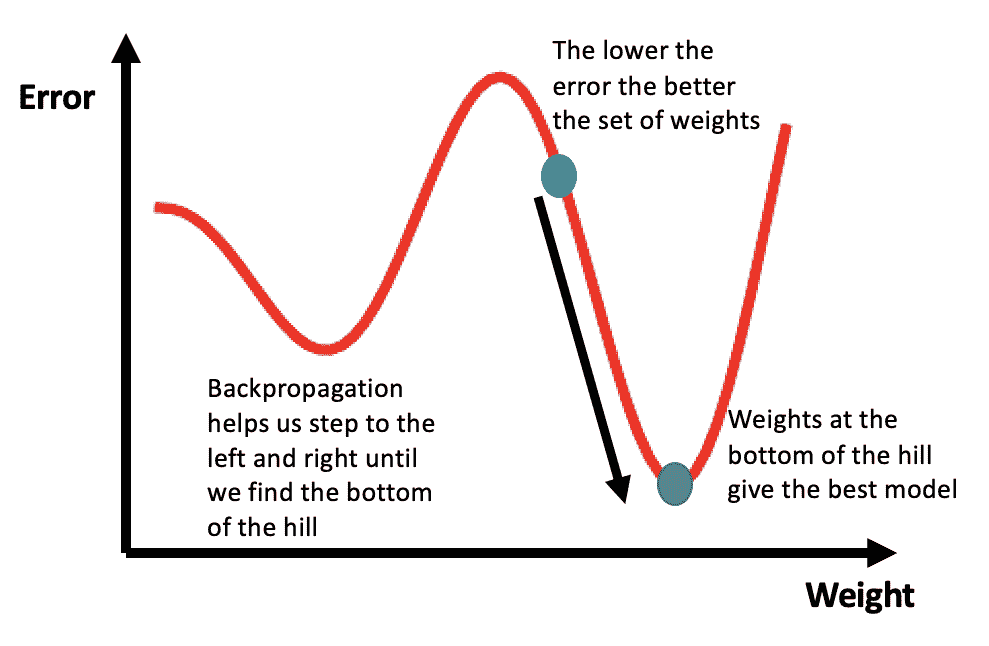 Error
The lower the
error the better
the set of weights
Backpropagation
helps us step to the
left and right until
we find the bottom
of the hill
Weights at the
bottom of the hill
give the best model
Weight